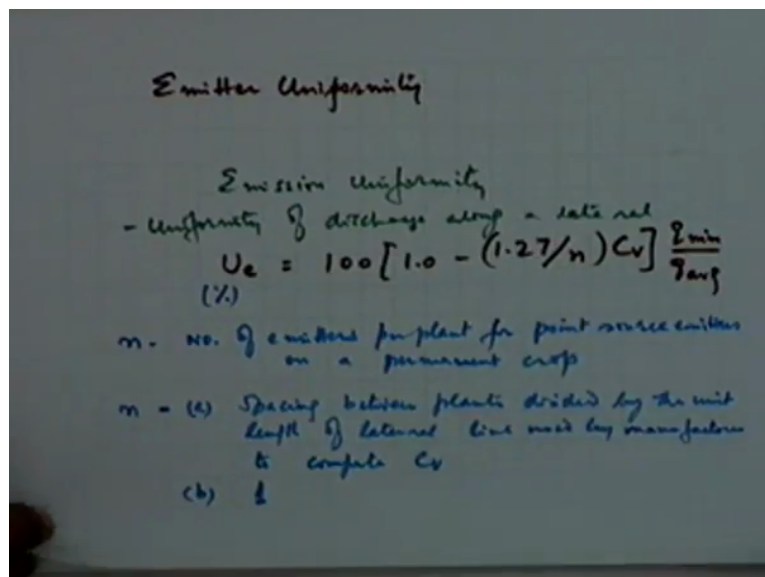 Emitter Uniformity
Emission Uniformity
- Uniformity of discharge along a lateral
Ue = 100 [1.0 - (1.27/n) Cv] qmin/qavg
(%)
n - No. of emitters per plant for point source emitters
on a permanent crop
n - (a) Spacing between plants divided by the unit
length of lateral line used by manufacturer
to compute Cv
(b) 1